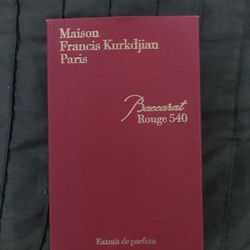 Maison
Francis Kurkdjian
Paris
Baccarat
Rouge 540
Extrait de parfum